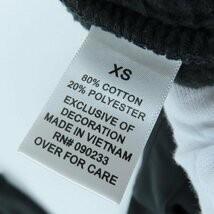 XS
80% COTTON
20% POLYESTER
EXCLUSIVE OF
DECORATION
MADE IN VIETNAM
RN# 090233
OVER FOR CARE